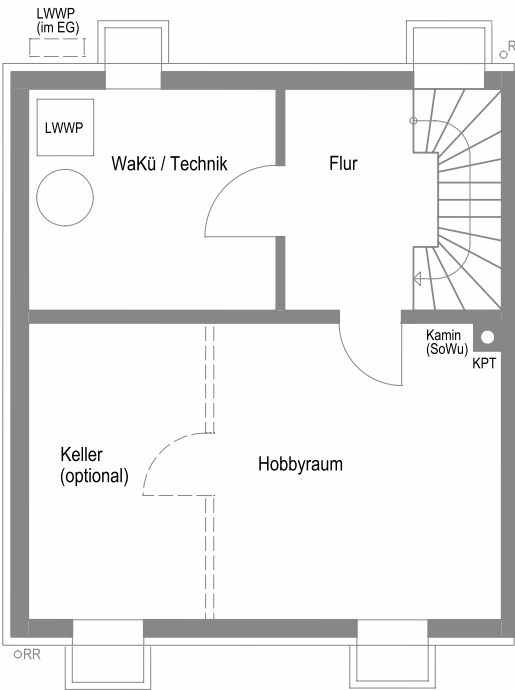 LWWP
(im EG)
R
LWWP
WaKü / Technik
Flur
Kamin
(SoWu)
KPT
Keller
(optional)
Hobbyraum
RR